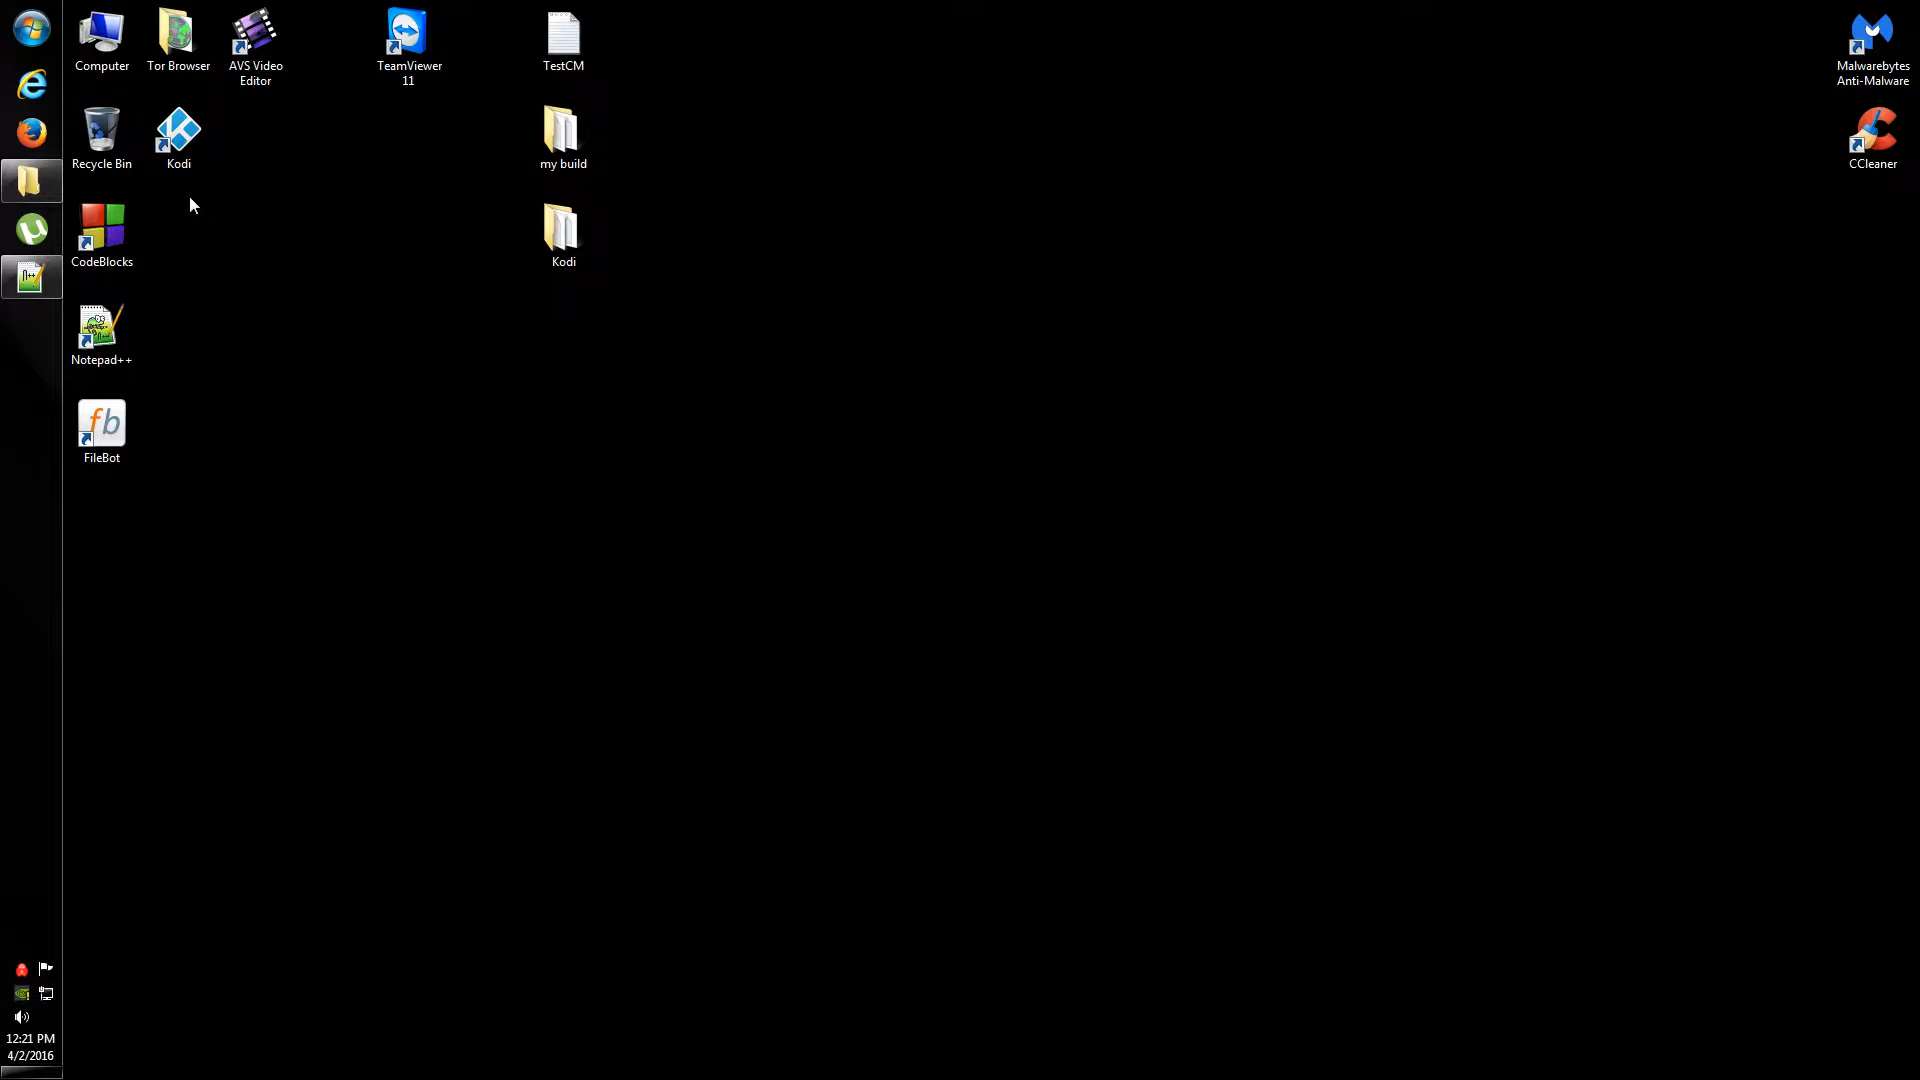 Computer
Tor Browser
AVS Video
Editor
TeamViewer
11
TestCM
Malwarebytes
Anti-Malware
Recycle Bin
Kodi
my build
CCleaner
CodeBlocks
Kodi
Notepad++
fb
FileBot
12:21 PM
4/2/2016